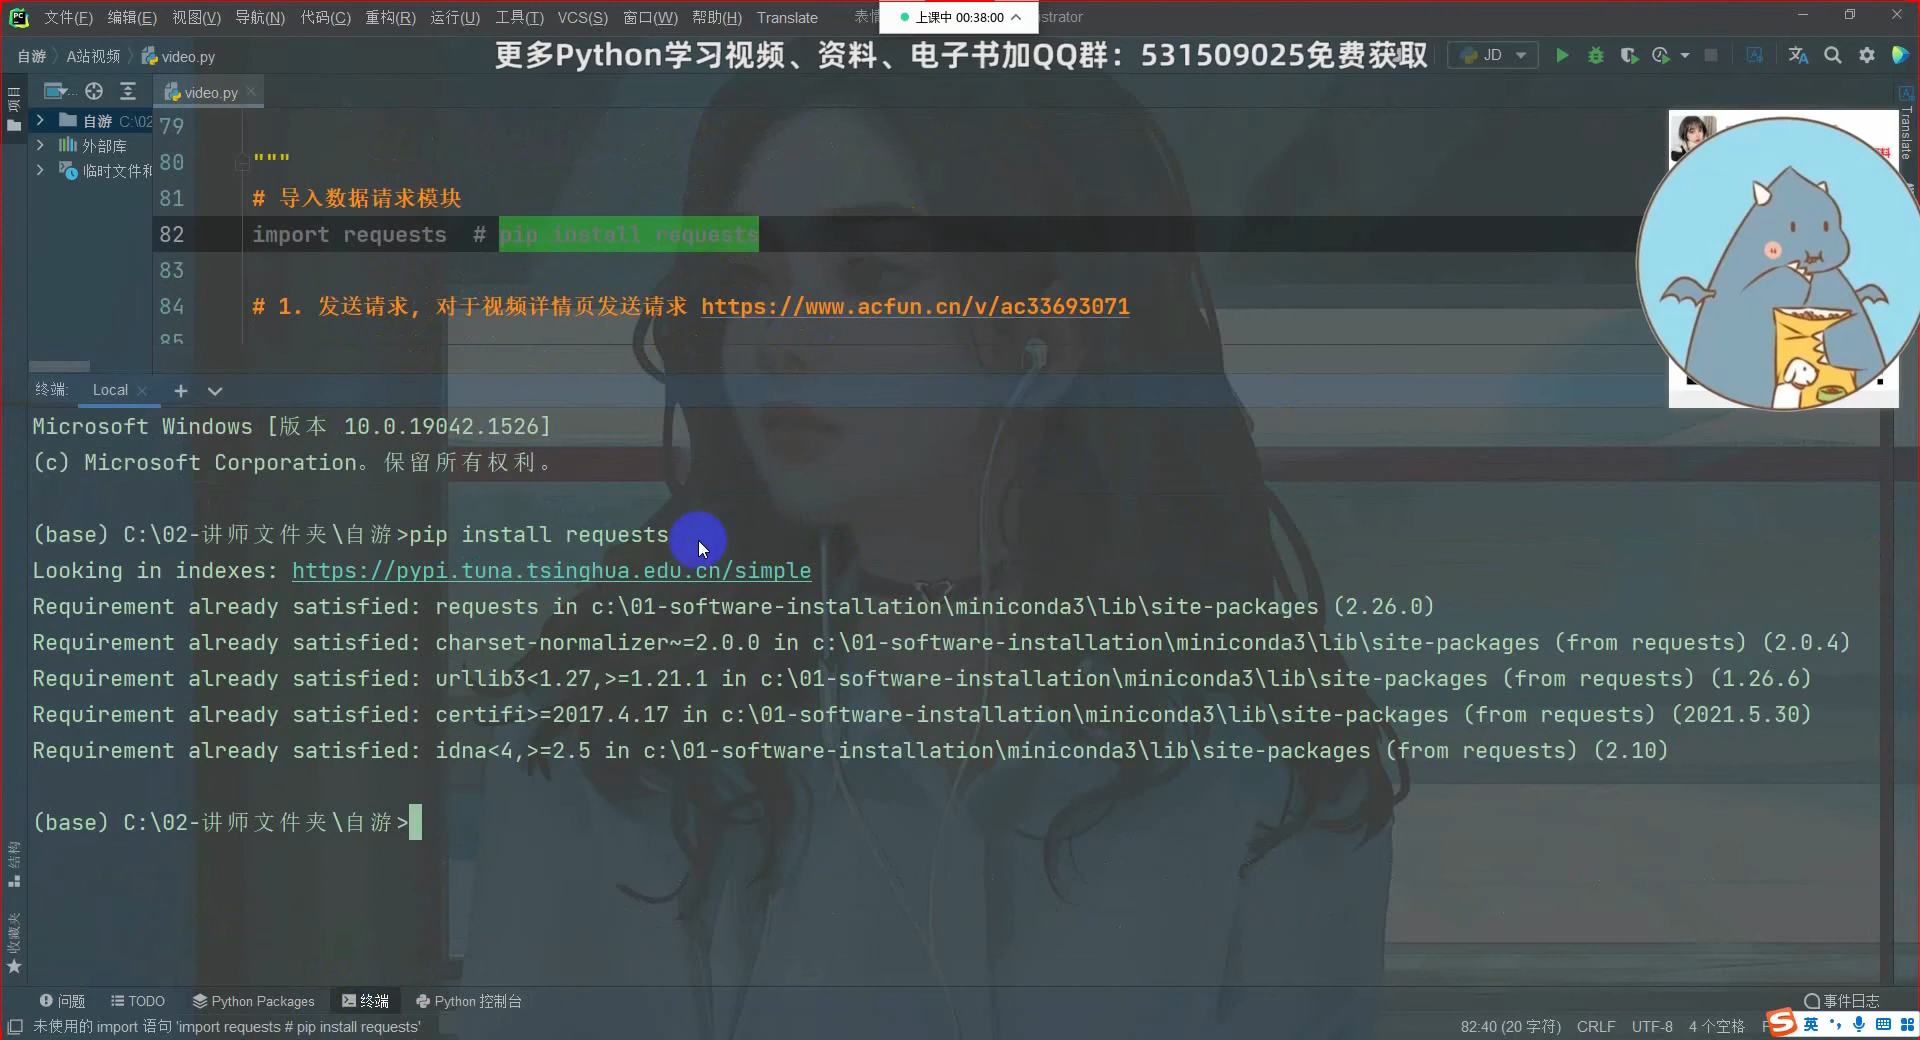 文件(F) 编辑(E) 视图(V) 导航(N) 代码(C) 重构(R) 运行(U) 工具(T) VCS(S) 窗口(W) 帮助(H) Translate
上课中 00:38:00
自游 A站视频 video.py
更多Python学习视频、资料、电子书加QQ群：531509025免费获取
JD
项目
video.py
自游 C:\02
外部库
临时文件和
Translate
79
80 """
81 # 导入数据请求模块
82 import requests # pip install requests
83
84 # 1. 发送请求, 对于视频详情页发送请求 https://www.acfun.cn/v/ac33693071
85
终端: Local
Microsoft Windows [版本 10.0.19042.1526]
(c) Microsoft Corporation。保留所有权利。
(base) C:\02-讲师文件夹\自游>pip install requests
Looking in indexes: https://pypi.tuna.tsinghua.edu.cn/simple
Requirement already satisfied: requests in c:\01-software-installation\miniconda3\lib\site-packages (2.26.0)
Requirement already satisfied: charset-normalizer~=2.0.0 in c:\01-software-installation\miniconda3\lib\site-packages (from requests) (2.0.4)
Requirement already satisfied: urllib3<1.27,>=1.21.1 in c:\01-software-installation\miniconda3\lib\site-packages (from requests) (1.26.6)
Requirement already satisfied: certifi>=2017.4.17 in c:\01-software-installation\miniconda3\lib\site-packages (from requests) (2021.5.30)
Requirement already satisfied: idna<4,>=2.5 in c:\01-software-installation\miniconda3\lib\site-packages (from requests) (2.10)
(base) C:\02-讲师文件夹\自游>
结构
收藏夹
问题 TODO Python Packages 终端 Python 控制台
事件日志
未使用的 import 语句 'import requests # pip install requests'
82:40 (20 字符) CRLF UTF-8 4 个空格
英